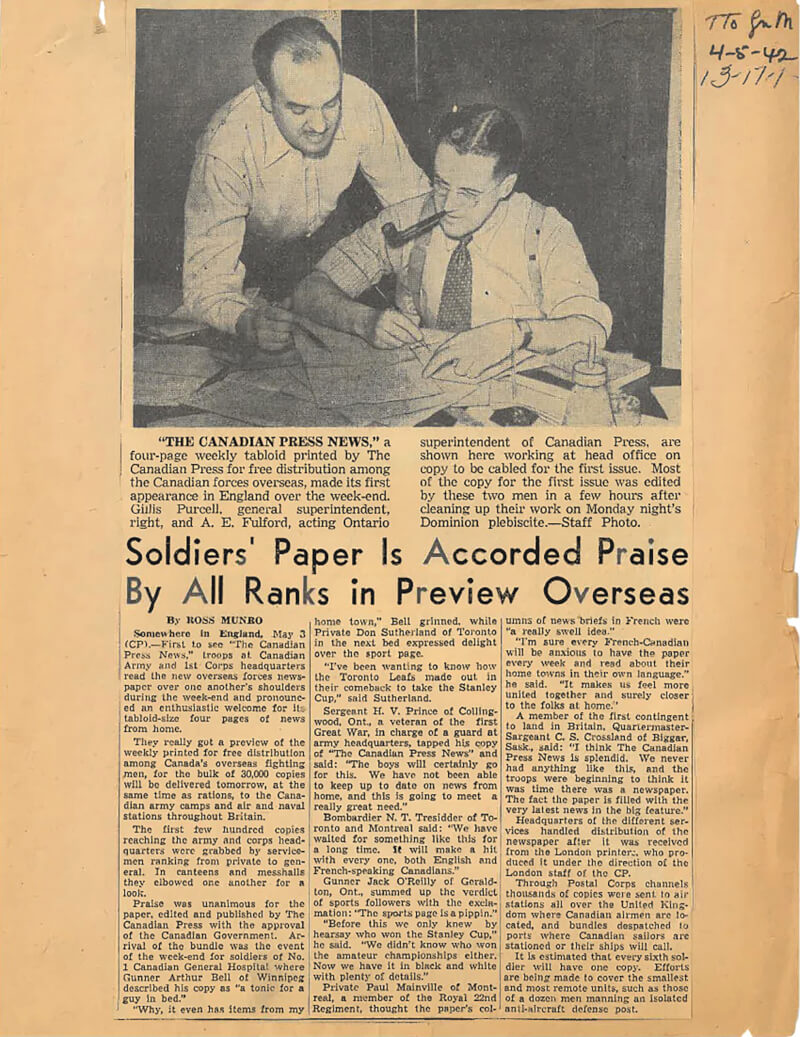 TTo G&M
4-5-42
13-17-1
"THE CANADIAN PRESS NEWS," a
four-page weekly tabloid printed by The
Canadian Press for free distribution among
the Canadian forces overseas, made its first
appearance in England over the week-end.
Gillis Purcell, general superintendent,
right, and A. E. Fulford, acting Ontario
superintendent of Canadian Press, are
shown here working at head office on
copy to be cabled for the first issue. Most
of the copy for the first issue was edited
by these two men in a few hours after
cleaning up their work on Monday night's
Dominion plebiscite.—Staff Photo.
Soldiers' Paper Is Accorded Praise
By All Ranks in Preview Overseas
By ROSS MUNRO
Somewhere in England, May 3
(CP).—First to see "The Canadian
Press News," troops at Canadian
Army and 1st Corps headquarters
read the new overseas forces news-
paper over one another's shoulders
during the week-end and pronounc-
ed an enthusiastic welcome for its
tabloid-size four pages of news
from home.
They really got a preview of the
weekly printed for free distribution
among Canada's overseas fighting
men, for the bulk of 30,000 copies
will be delivered tomorrow, at the
same time as rations, to the Cana-
dian army camps and air and naval
stations throughout Britain.
The first few hundred copies
reaching the army and corps head-
quarters were grabbed by service-
men ranking from private to gen-
eral. In canteens and messhalls
they elbowed one another for a
look.
Praise was unanimous for the
paper, edited and published by The
Canadian Press with the approval
of the Canadian Government. Ar-
rival of the bundle was the event
of the week-end for soldiers of No.
1 Canadian General Hospital where
Gunner Arthur Bell of Winnipeg
described his copy as "a tonic for a
guy in bed."
"Why, it even has items from my
home town," Bell grinned, while
Private Don Sutherland of Toronto
in the next bed expressed delight
over the sport page.
"I've been wanting to know how
the Toronto Leafs made out in
their comeback to take the Stanley
Cup," said Sutherland.
Sergeant H. V. Prince of Colling-
wood, Ont., a veteran of the first
Great War, in charge of a guard at
army headquarters, tapped his copy
of "The Canadian Press News" and
said: "The boys will certainly go
for this. We have not been able
to keep up to date on news from
home, and this is going to meet a
really great need."
Bombardier N. T. Tresidder of To-
ronto and Montreal said: "We have
waited for something like this for
a long time. It will make a hit
with every one, both English and
French-speaking Canadians."
Gunner Jack O'Reilly of Gerald-
ton, Ont., summed up the verdict
of sports followers with the excla-
mation: "The sports page is a pippin."
"Before this we only knew by
hearsay who won the Stanley Cup,"
he said. "We didn't know who won
the amateur championships either.
Now we have it in black and white
with plenty of details."
Private Paul Mainville of Mont-
real, a member of the Royal 22nd
Regiment, thought the paper's col-
umns of news briefs in French were
"a really swell idea."
"I'm sure every French-Canadian
will be anxious to have the paper
every week and read about their
home towns in their own language,"
he said. "It makes us feel more
united together and surely closer
to the folks at home."
A member of the first contingent
to land in Britain, Quartermaster-
Sargeant C. S. Crossland of Biggar,
Sask., said: "I think The Canadian
Press News is splendid. We never
had anything like this, and the
troops were beginning to think it
was time there was a newspaper.
The fact the paper is filled with the
very latest news in the big feature."
Headquarters of the different ser-
vices handled distribution of the
newspaper after it was received
from the London printers, who pro-
duced it under the direction of the
London staff of the CP.
Through Postal Corps channels
thousands of copies were sent to air
stations all over the United King-
dom where Canadian airmen are lo-
cated, and bundles despatched to
ports where Canadian sailors are
stationed or their ships will call.
It is estimated that every sixth sol-
dier will have one copy. Efforts
are being made to cover the smallest
and most remote units, such as those
of a dozen men manning an isolated
anti-aircraft defense post.